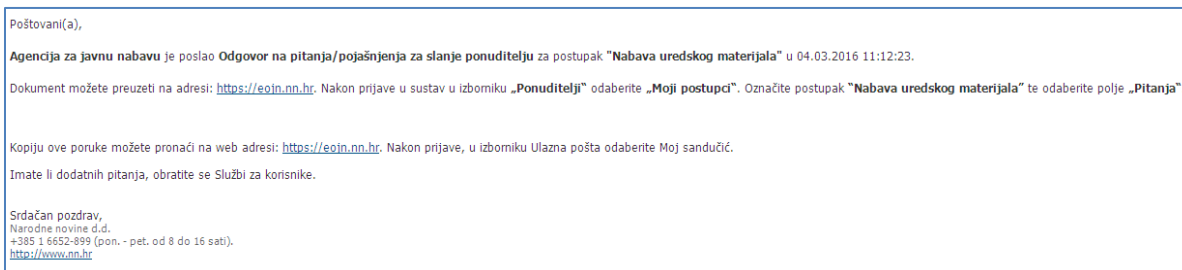 Poštovani(a),
Agencija za javnu nabavu je poslao Odgovor na pitanja/pojašnjenja za slanje ponuditelju za postupak "Nabava uredskog materijala" u 04.03.2016 11:12:23.
Dokument možete preuzeti na adresi: https://eojn.nn.hr. Nakon prijave u sustav u izborniku „Ponuditelji“ odaberite „Moji postupci“. Označite postupak “Nabava uredskog materijala” te odaberite polje „Pitanja“
Kopiju ove poruke možete pronaći na web adresi: https://eojn.nn.hr. Nakon prijave, u izborniku Ulazna pošta odaberite Moj sandučić.
Imate li dodatnih pitanja, obratite se Službi za korisnike.
Srdačan pozdrav,
Narodne novine d.d.
+385 1 6652-899 (pon. - pet. od 8 do 16 sati).
http://www.nn.hr